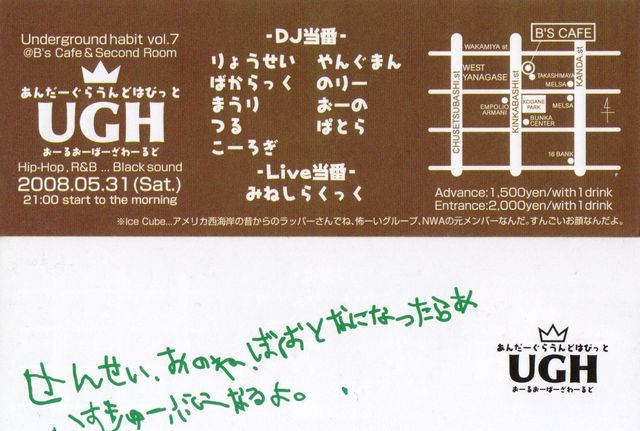 Underground habit vol.7
@B's Cafe & Second Room
あんだーぐらうんどはびっと
UGH
おーるおーばーざわーるど
Hip-Hop, R&B ... Black sound
2008.05.31 (Sat.)
21:00 start to the morning
-DJ当番-
りょうせい やんぐまん
ばからっく のりー
まうり おーの
つる ぱとら
こーろぎ
-Live当番-
みねしらくっく
B'S CAFE
WAKAMIYA st
WEST YANAGASE
TAKASHIMAYA
MELSA
EMPOLIO ARMANI
KOGANE PARK
MELSA
BUNKA CENTER
16 BANK
CHUSETSUBASHI.st
KINKABASHI.st
KANDA.st
4
Advance: 1,500yen/with 1 drink
Entrance: 2,000yen/with 1 drink
※Ice Cube...アメリカ西海岸の昔からのラッパーさんでね、怖ーいグループ、NWAの元メンバーなんだ。すんごいお顔なんだよ。
せんせい、あのね、ぼくおとなになったらあ
いすきゅーぶになるよ。
あんだーぐらうんどはびっと
UGH
おーるおーばーざわーるど